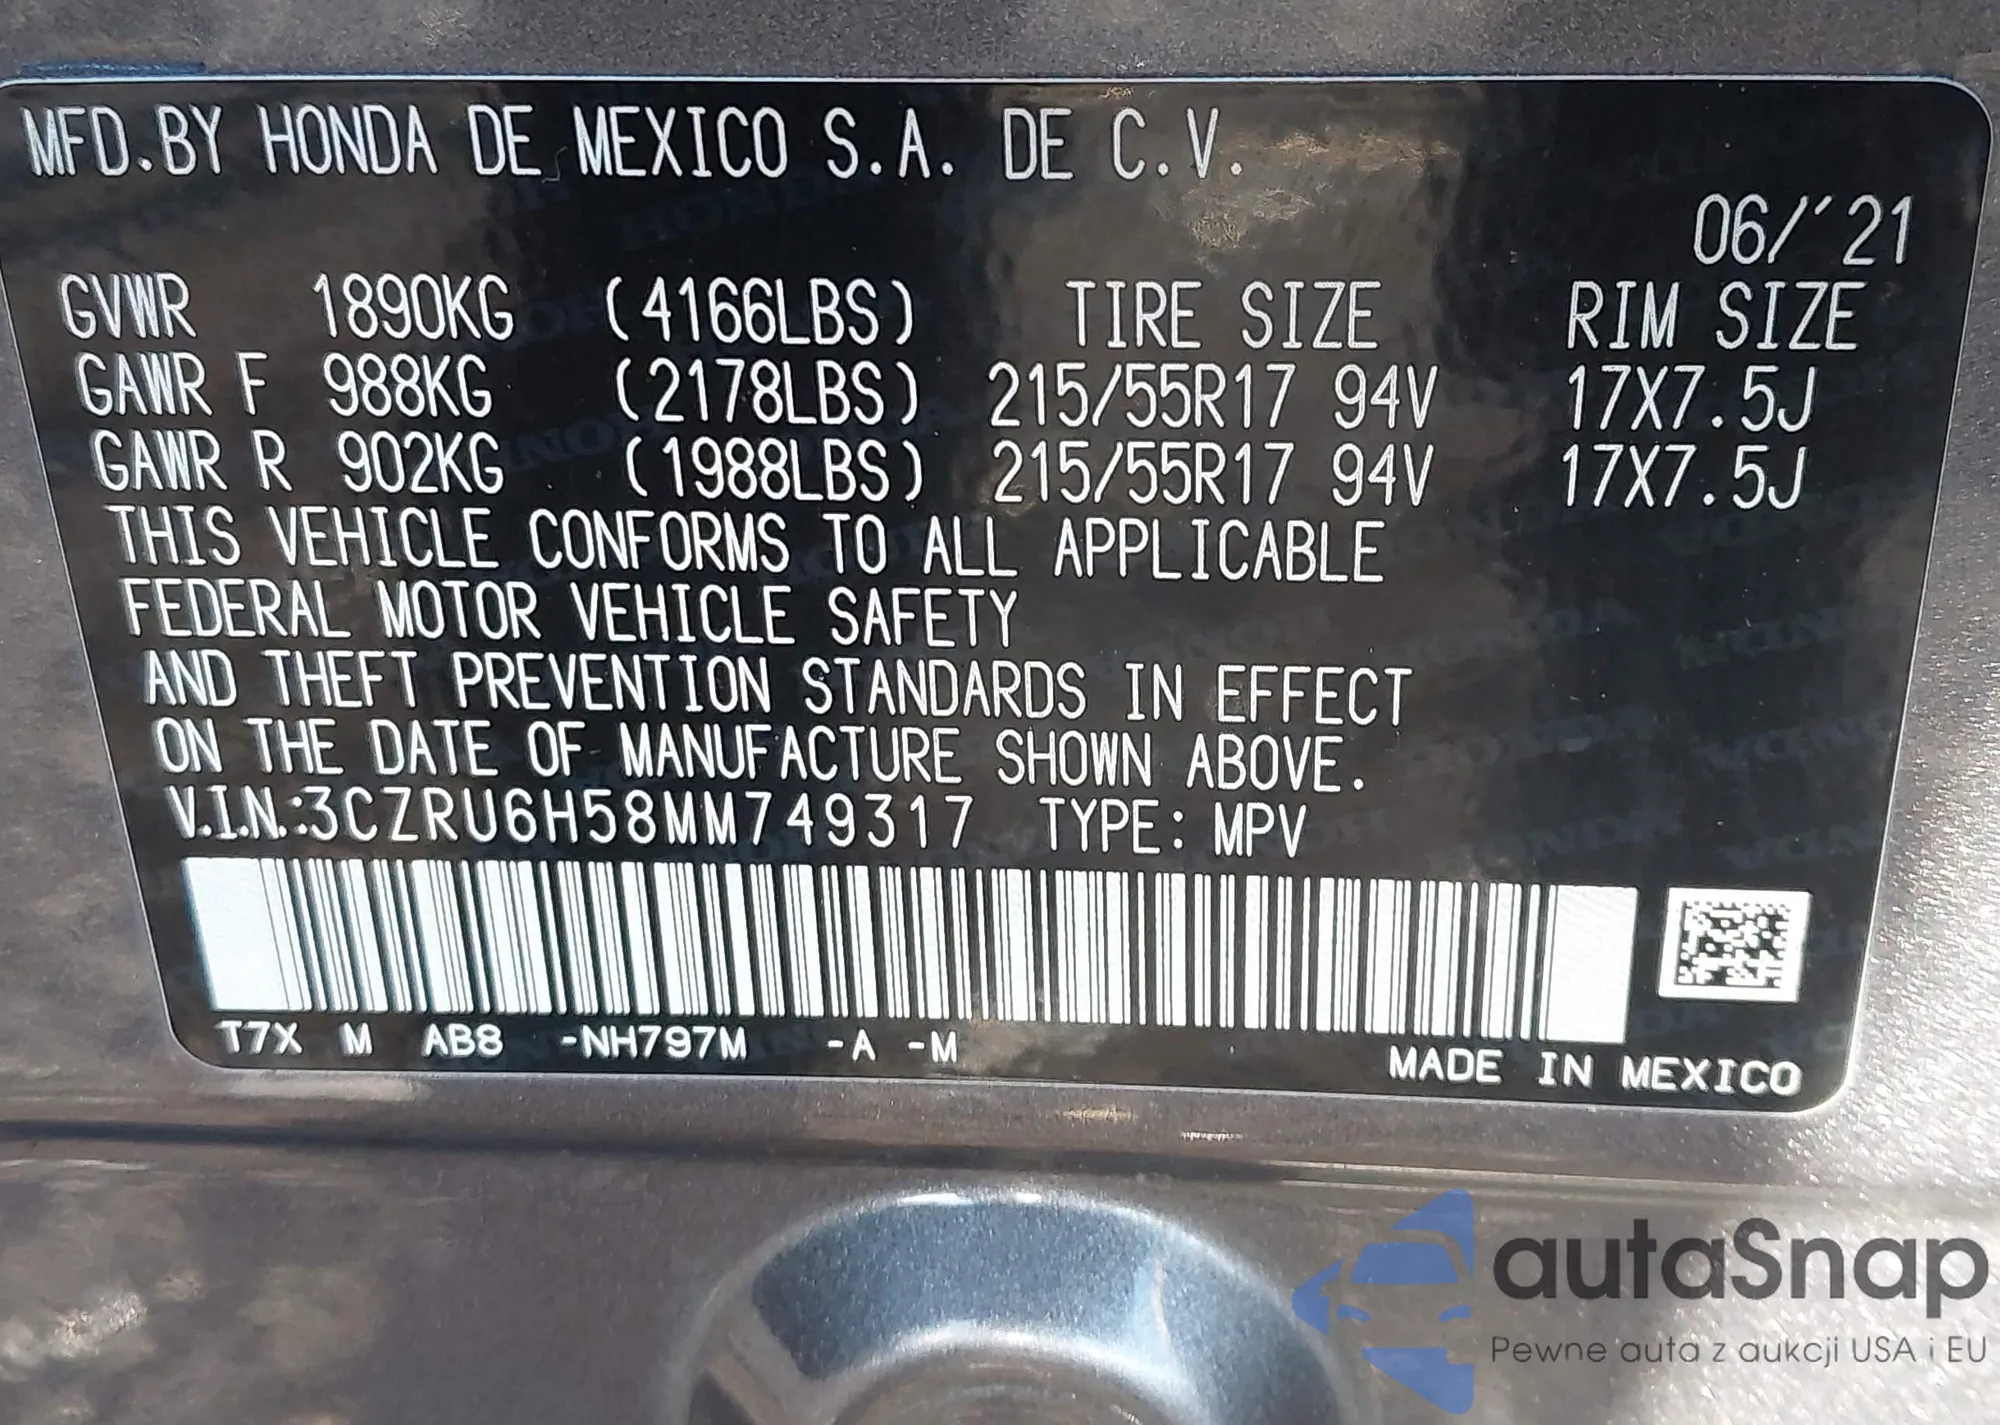 MFD.BY HONDA DE MEXICO S.A. DE C.V.
06/'21
GVWR 1890KG (4166LBS) TIRE SIZE RIM SIZE
GAWR F 988KG (2178LBS) 215/55R17 94V 17X7.5J
GAWR R 902KG (1988LBS) 215/55R17 94V 17X7.5J
THIS VEHICLE CONFORMS TO ALL APPLICABLE
FEDERAL MOTOR VEHICLE SAFETY
AND THEFT PREVENTION STANDARDS IN EFFECT
ON THE DATE OF MANUFACTURE SHOWN ABOVE.
V.I.N.:3CZRU6H58MM749317 TYPE: MPV
T7X M AB8 -NH797M -A -M
MADE IN MEXICO
autaSnap
Pewne auta z aukcji USA i EU